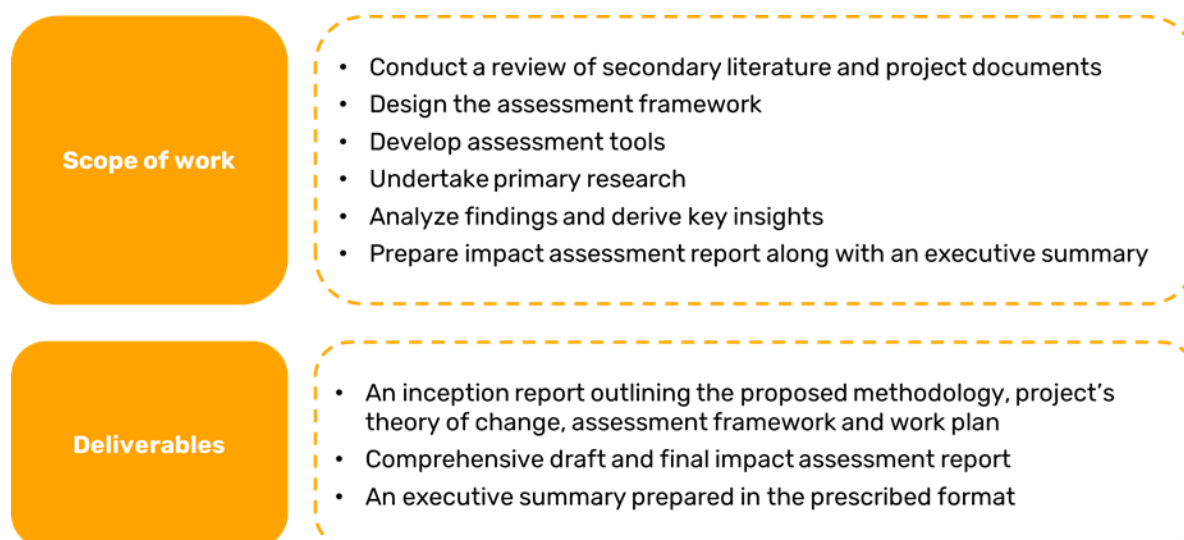 Scope of work
• Conduct a review of secondary literature and project documents
• Design the assessment framework
• Develop assessment tools
• Undertake primary research
• Analyze findings and derive key insights
• Prepare impact assessment report along with an executive summary
Deliverables
• An inception report outlining the proposed methodology, project’s
theory of change, assessment framework and work plan
• Comprehensive draft and final impact assessment report
• An executive summary prepared in the prescribed format